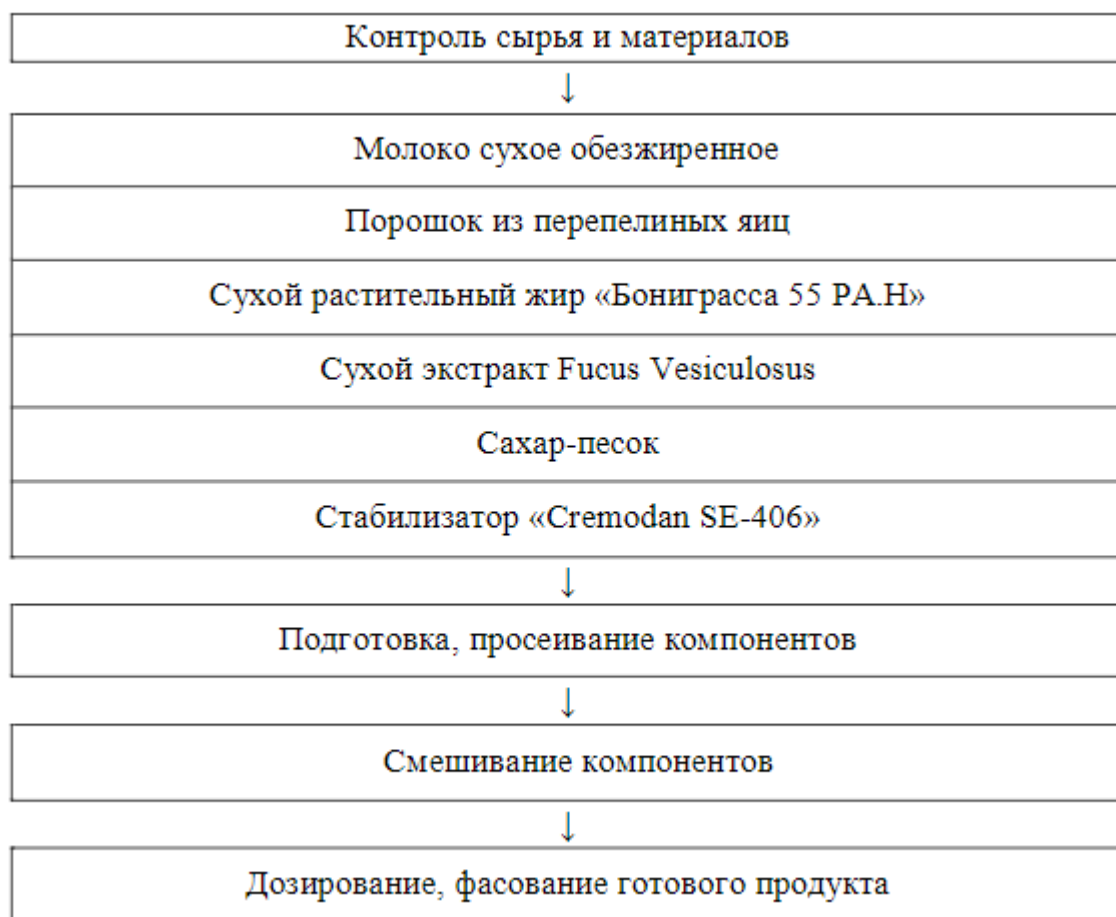 Контроль сырья и материалов
↓
Молоко сухое обезжиренное
Порошок из перепелиных яиц
Сухой растительный жир «Бониграсса 55 РА.Н»
Сухой экстракт Fucus Vesiculosus
Сахар-песок
Стабилизатор «Cremodan SE-406»
↓
Подготовка, просеивание компонентов
↓
Смешивание компонентов
↓
Дозирование, фасование готового продукта